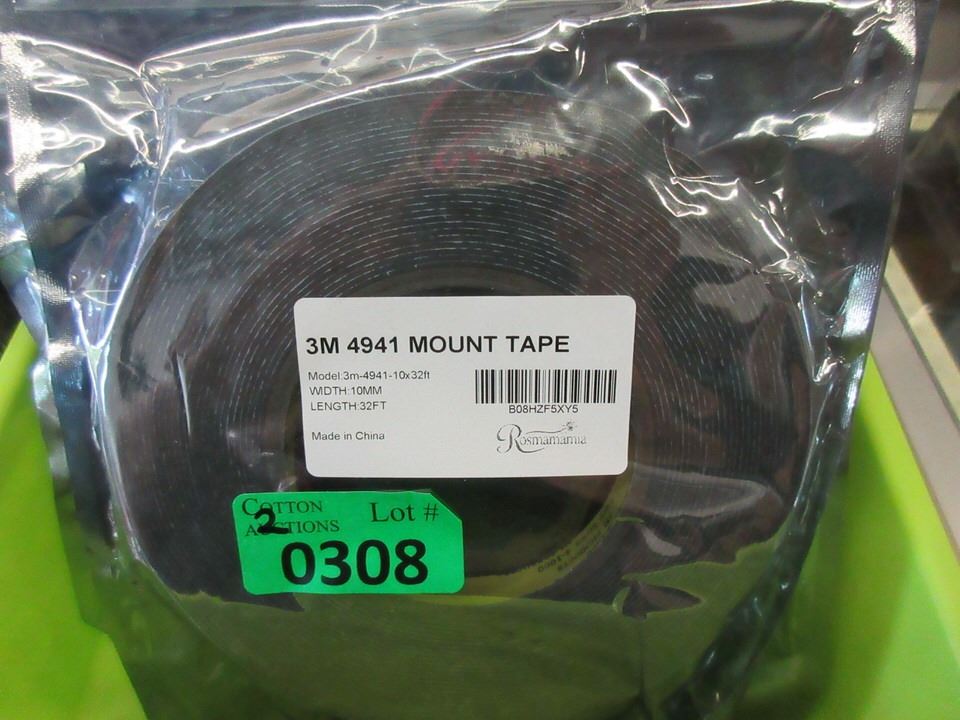 3M 4941 MOUNT TAPE
Model:3m-4941-10x32ft
WIDTH:10MM
LENGTH:32FT
B08HZF5XY5
Made in China
Rosmamamia
COTTON
AUCTIONS
Lot #
2
0308